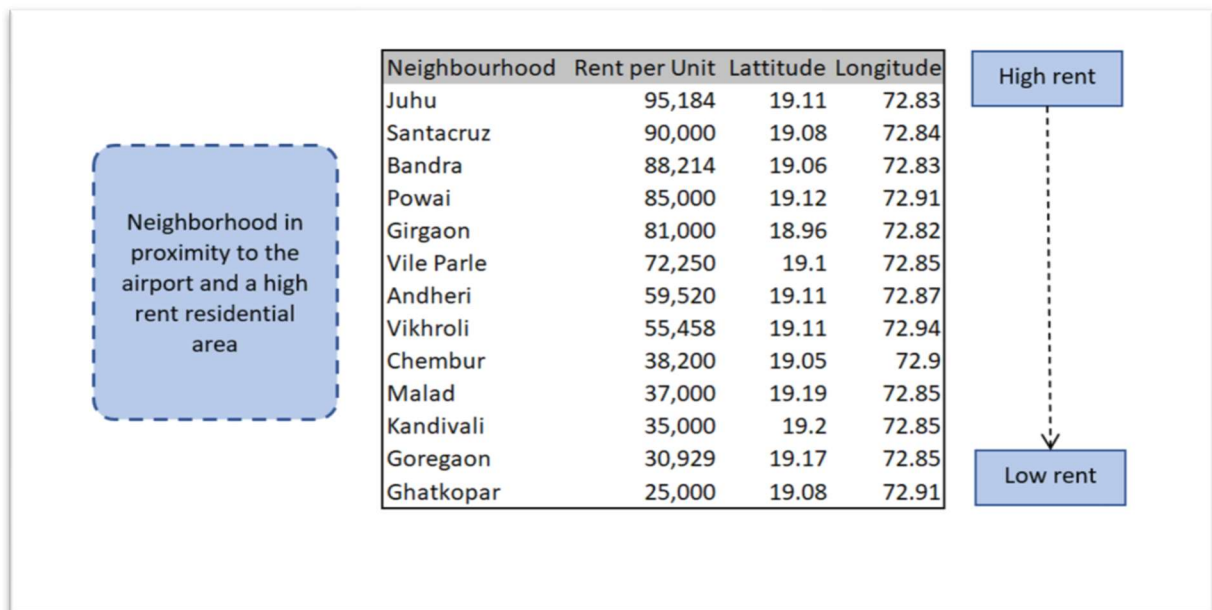 Neighborhood in
proximity to the
airport and a high
rent residential
area
Neighbourhood Rent per Unit Lattitude Longitude
Juhu 95,184 19.11 72.83
Santacruz 90,000 19.08 72.84
Bandra 88,214 19.06 72.83
Powai 85,000 19.12 72.91
Girgaon 81,000 18.96 72.82
Vile Parle 72,250 19.1 72.85
Andheri 59,520 19.11 72.87
Vikhroli 55,458 19.11 72.94
Chembur 38,200 19.05 72.9
Malad 37,000 19.19 72.85
Kandivali 35,000 19.2 72.85
Goregaon 30,929 19.17 72.85
Ghatkopar 25,000 19.08 72.91
High rent
Low rent